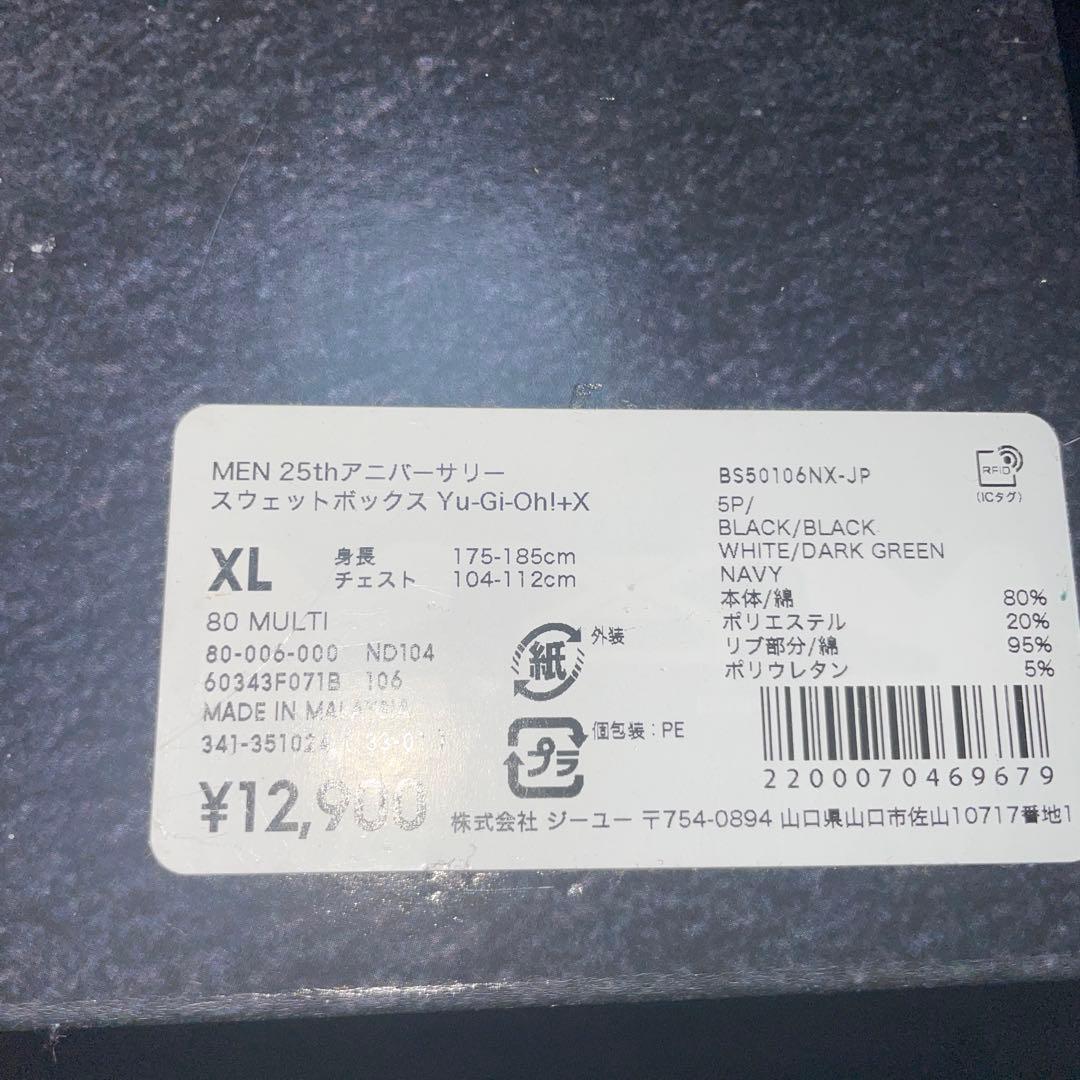 MEN 25thアニバーサリー
スウェットボックス Yu-Gi-Oh!+X
XL
身長 175-185cm
チェスト 104-112cm
80 MULTI
80-006-000 ND104
60343F071B 106
MADE IN MALAYSIA
¥12,900
紙 外装
プラ 個包装：PE
BS50106NX-JP
5P/
BLACK/BLACK
WHITE/DARK GREEN
NAVY
本体/綿 80%
ポリエステル 20%
リブ部分/綿 95%
ポリウレタン 5%
RFID
(ICタグ)
2200070469679
株式会社 ジーユー 〒754-0894 山口県山口市佐山10717番地1